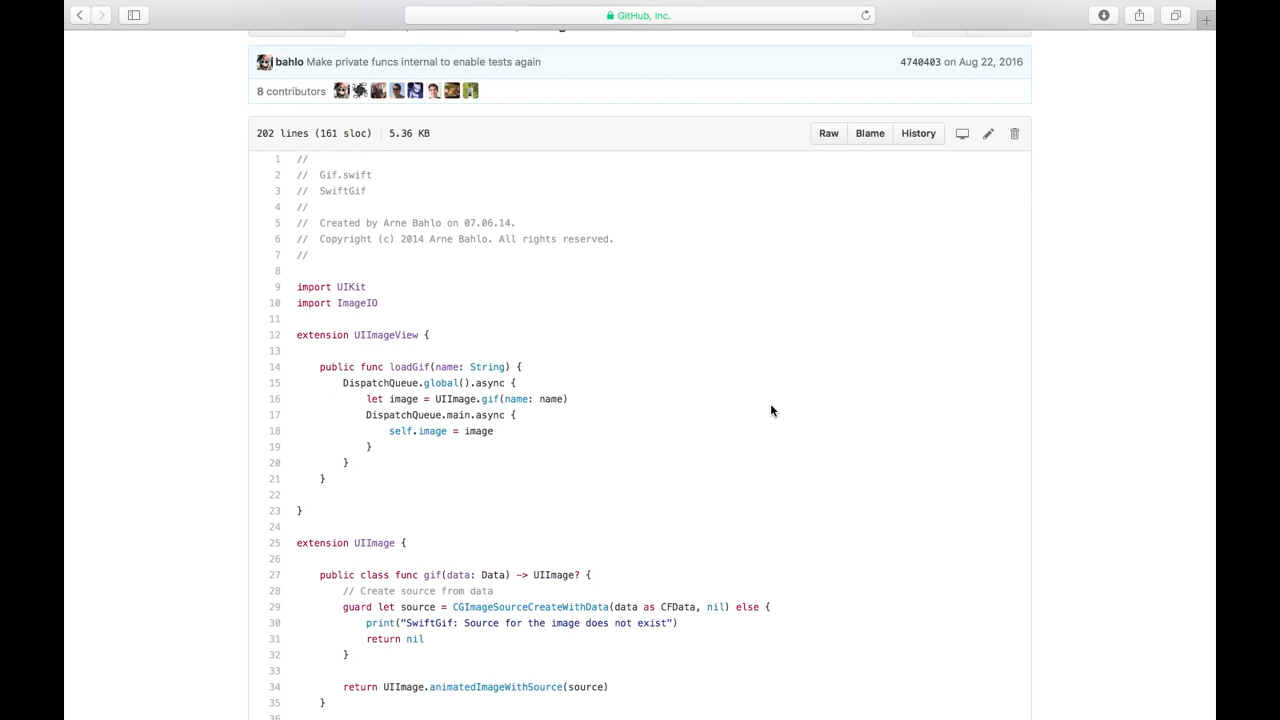 GitHub, Inc.
bahlo Make private funcs internal to enable tests again 4740403 on Aug 22, 2016
8 contributors
202 lines (161 sloc) 5.36 KB Raw Blame History
1 //
2 //  Gif.swift
3 //  SwiftGif
4 //
5 //  Created by Arne Bahlo on 07.06.14.
6 //  Copyright (c) 2014 Arne Bahlo. All rights reserved.
7 //
8
9 import UIKit
10 import ImageIO
11
12 extension UIImageView {
13
14     public func loadGif(name: String) {
15         DispatchQueue.global().async {
16             let image = UIImage.gif(name: name)
17             DispatchQueue.main.async {
18                 self.image = image
19             }
20         }
21     }
22
23 }
24
25 extension UIImage {
26
27     public class func gif(data: Data) -> UIImage? {
28         // Create source from data
29         guard let source = CGImageSourceCreateWithData(data as CFData, nil) else {
30             print("SwiftGif: Source for the image does not exist")
31             return nil
32         }
33
34         return UIImage.animatedImageWithSource(source)
35     }
36